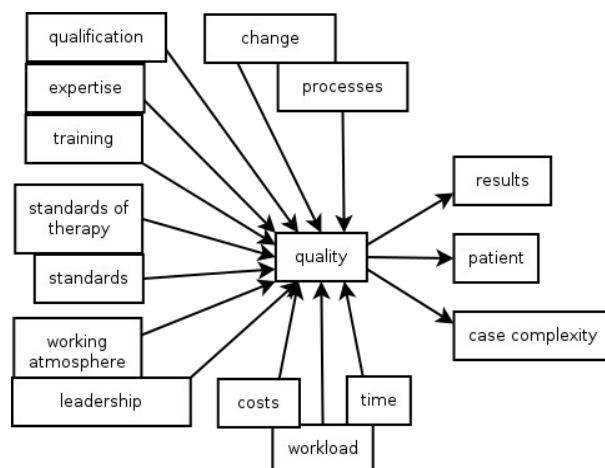 qualification
change
expertise
processes
training
results
standards of
therapy
quality
patient
standards
working
atmosphere
case complexity
leadership
costs
time
workload